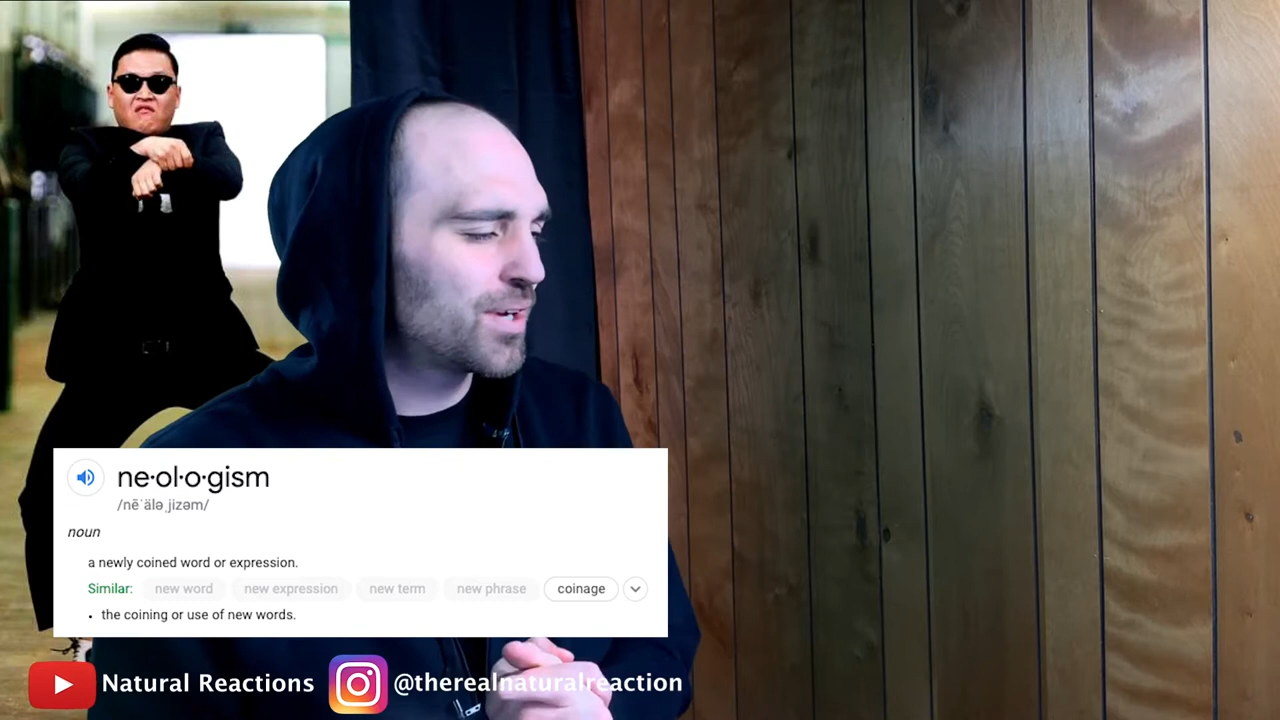 ne·ol·o·gism
/nēˈäləˌjizəm/
noun
a newly coined word or expression.
Similar: new word new expression new term new phrase coinage
• the coining or use of new words.
Natural Reactions @therealnaturalreaction